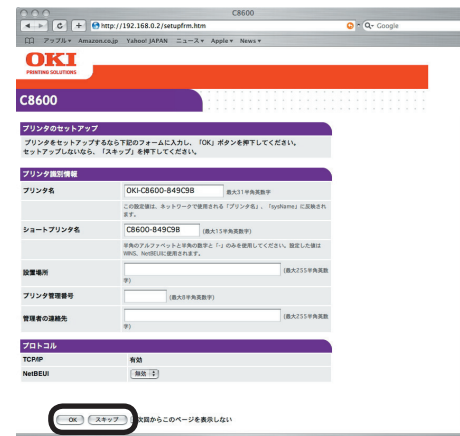 C8600
http://192.168.0.2/setupfrm.htm
Q- Google
アップル▼ Amazon.co.jp Yahoo! JAPAN ニュース▼ Apple▼ News▼
OKI
PRINTING SOLUTIONS
C8600
プリンタのセットアップ
プリンタをセットアップするなら下記のフォームに入力し、「OK」ボタンを押下してください。
セットアップしないなら、「スキップ」を押下してください。
プリンタ識別情報
プリンタ名 OKI-C8600-849C9B 最大31半角英数字
この設定値は、ネットワークで使用される「プリンタ名」、「sysName」に反映され
ます。
ショートプリンタ名 C8600-849C9B (最大15半角英数字)
半角のアルファベットと半角の数字と「-」のみを使用してください。設定した値は
WINS、NetBEUIに使用されます。
設置場所 (最大255半角英数
字)
プリンタ管理番号 (最大8半角英数字)
管理者の連絡先 (最大255半角英数
字)
プロトコル
TCP/IP 有効
NetBEUI 無効
OK スキップ 次回からこのページを表示しない